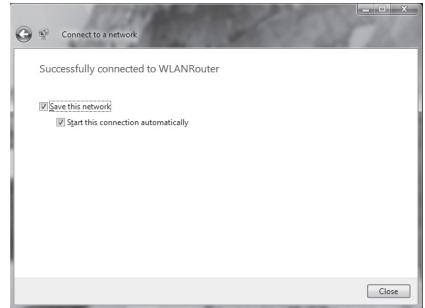 Connect to a network
Successfully connected to WLANRouter
Save this network
Start this connection automatically
Close